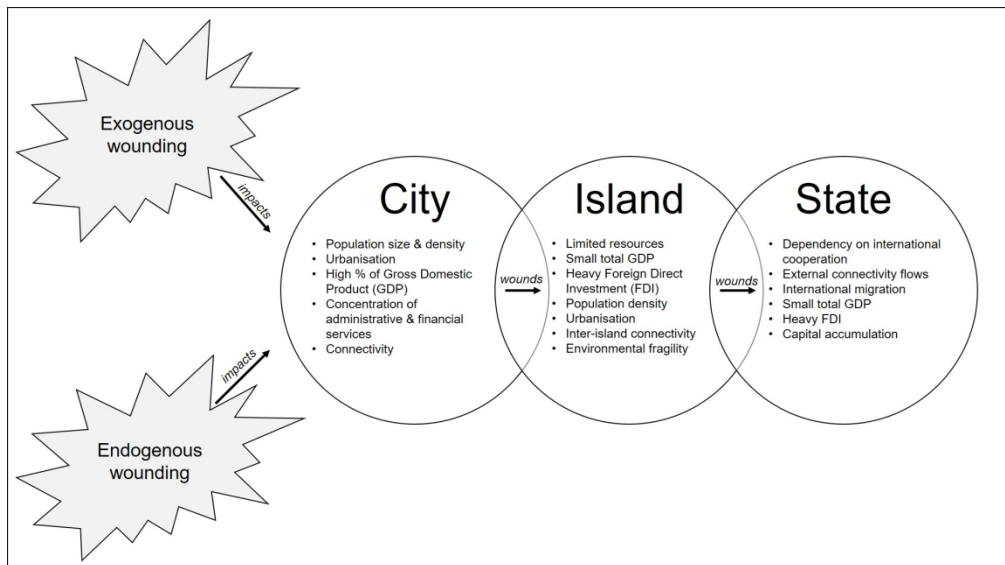 Exogenous
wounding
impacts
City
• Population size & density
• Urbanisation
• High % of Gross Domestic
Product (GDP)
• Concentration of
administrative & financial
services
• Connectivity
wounds
Island
• Limited resources
• Small total GDP
• Heavy Foreign Direct
Investment (FDI)
• Population density
• Urbanisation
• Inter-island connectivity
• Environmental fragility
wounds
State
• Dependency on international
cooperation
• External connectivity flows
• International migration
• Small total GDP
• Heavy FDI
• Capital accumulation
impacts
Endogenous
wounding